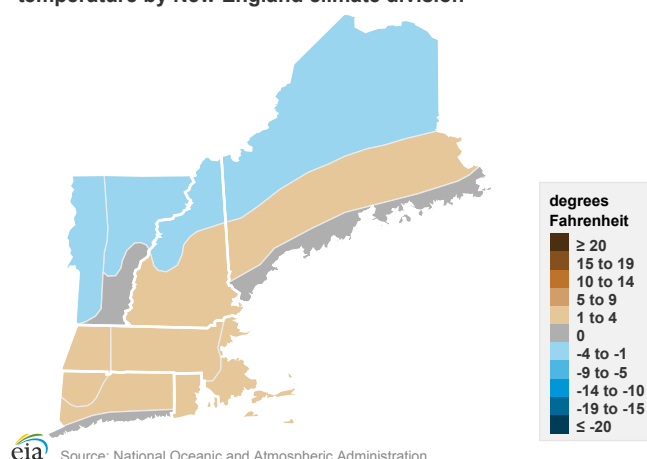 temperature by New England climate division
degrees
Fahrenheit
≥ 20
15 to 19
10 to 14
5 to 9
1 to 4
0
-4 to -1
-9 to -5
-14 to -10
-19 to -15
≤ -20
eia Source: National Oceanic and Atmospheric Administration